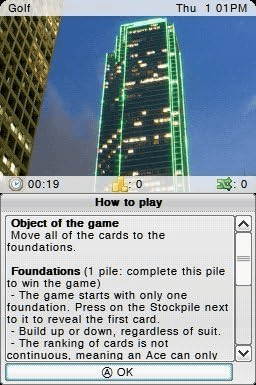 Golf
Thu 1 01PM
00:19
: 0
: 0
How to play
Object of the game
Move all of the cards to the
foundations.
Foundations (1 pile: complete this pile
to win the game)
- The game starts with only one
foundation. Press on the Stockpile next
to it to reveal the first card.
- Build up or down, regardless of suit.
- The ranking of cards is not
continuous, meaning an Ace can only
A OK